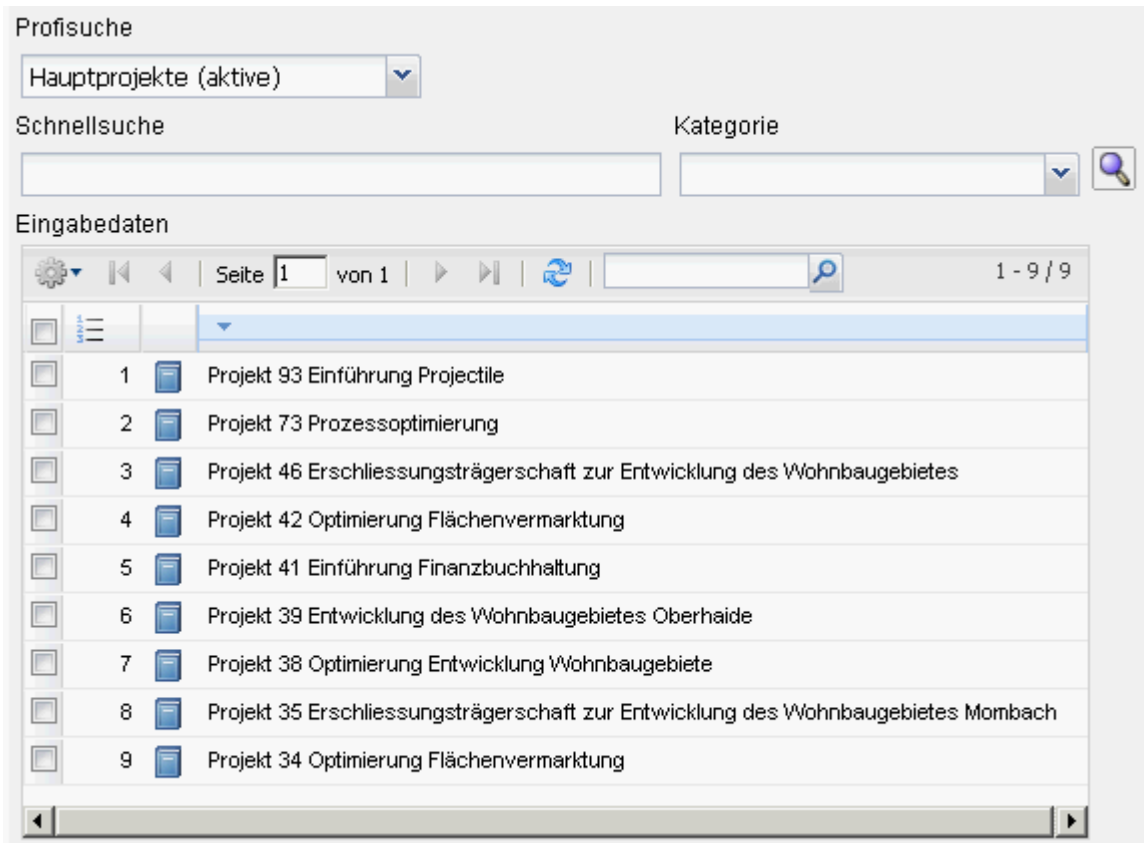 Profisuche
Hauptprojekte (aktive)
Schnellsuche Kategorie
Eingabedaten
Seite 1 von 1 1 - 9 / 9
1 Projekt 93 Einführung Projectile
2 Projekt 73 Prozessoptimierung
3 Projekt 46 Erschliessungsträgerschaft zur Entwicklung des Wohnbaugebietes
4 Projekt 42 Optimierung Flächenvermarktung
5 Projekt 41 Einführung Finanzbuchhaltung
6 Projekt 39 Entwicklung des Wohnbaugebietes Oberhaide
7 Projekt 38 Optimierung Entwicklung Wohnbaugebiete
8 Projekt 35 Erschliessungsträgerschaft zur Entwicklung des Wohnbaugebietes Mombach
9 Projekt 34 Optimierung Flächenvermarktung